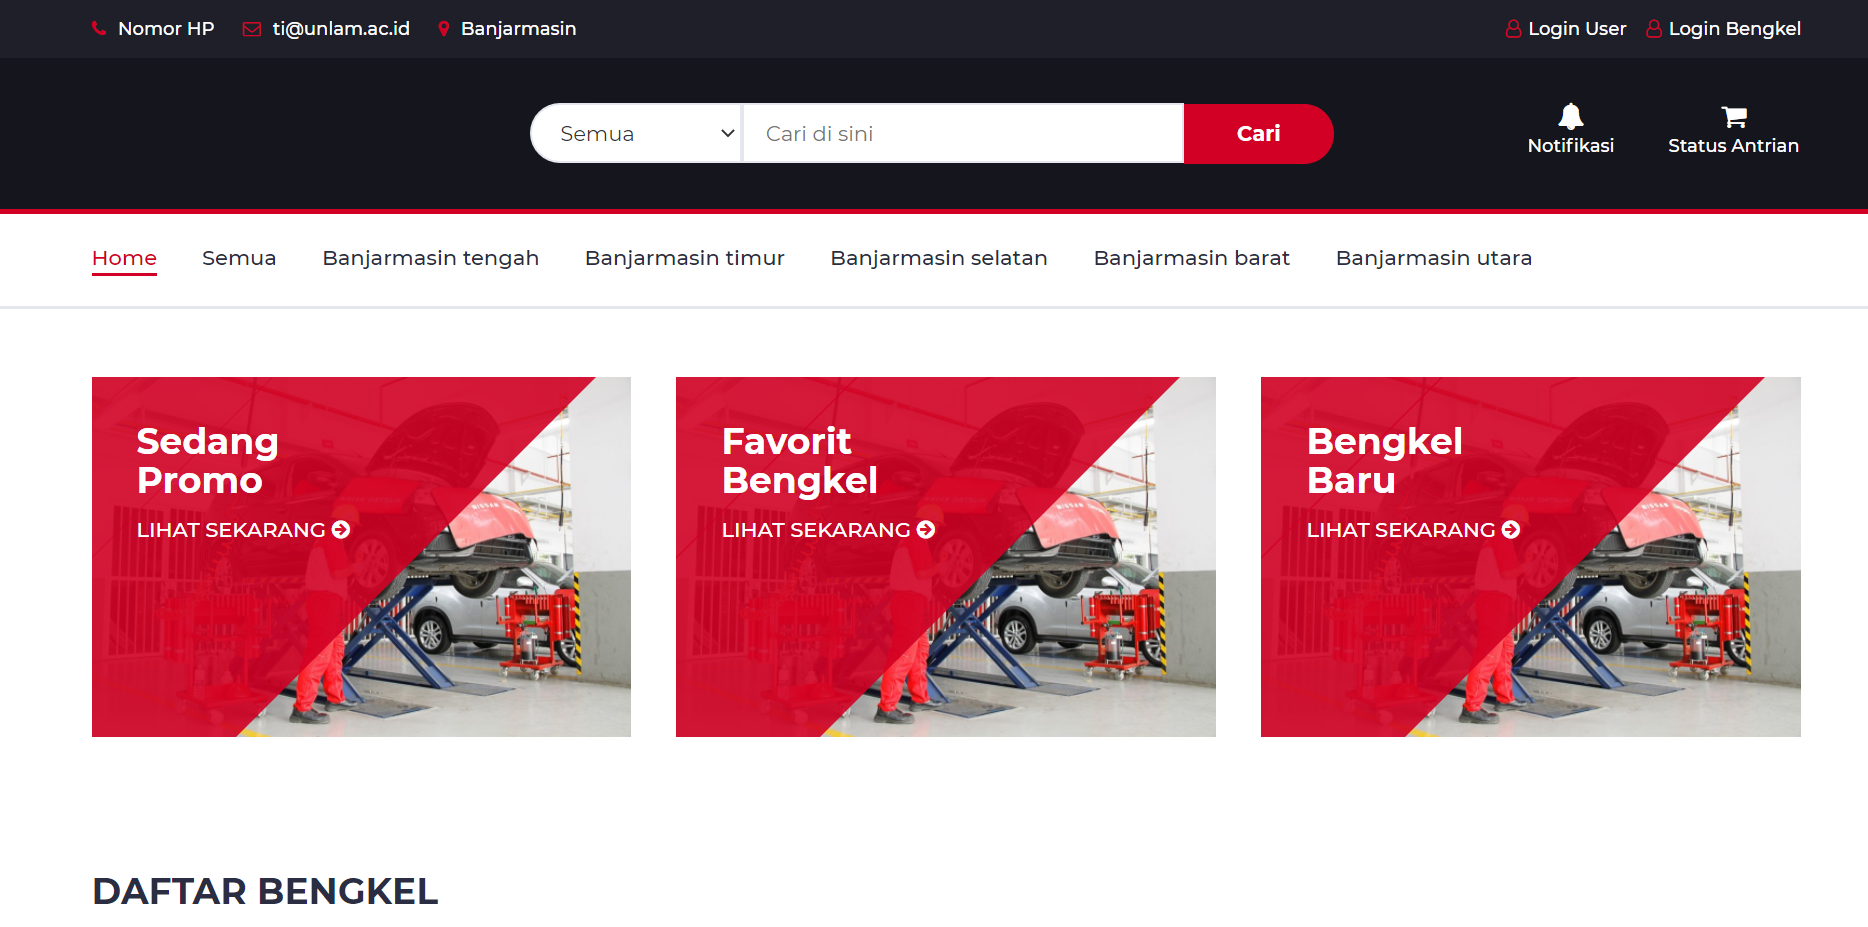 Nomor HP ti@unlam.ac.id Banjarmasin Login User Login Bengkel
Semua Cari di sini Cari
Notifikasi Status Antrian
Home Semua Banjarmasin tengah Banjarmasin timur Banjarmasin selatan Banjarmasin barat Banjarmasin utara
Sedang
Promo
LIHAT SEKARANG
Favorit
Bengkel
LIHAT SEKARANG
Bengkel
Baru
LIHAT SEKARANG
DAFTAR BENGKEL